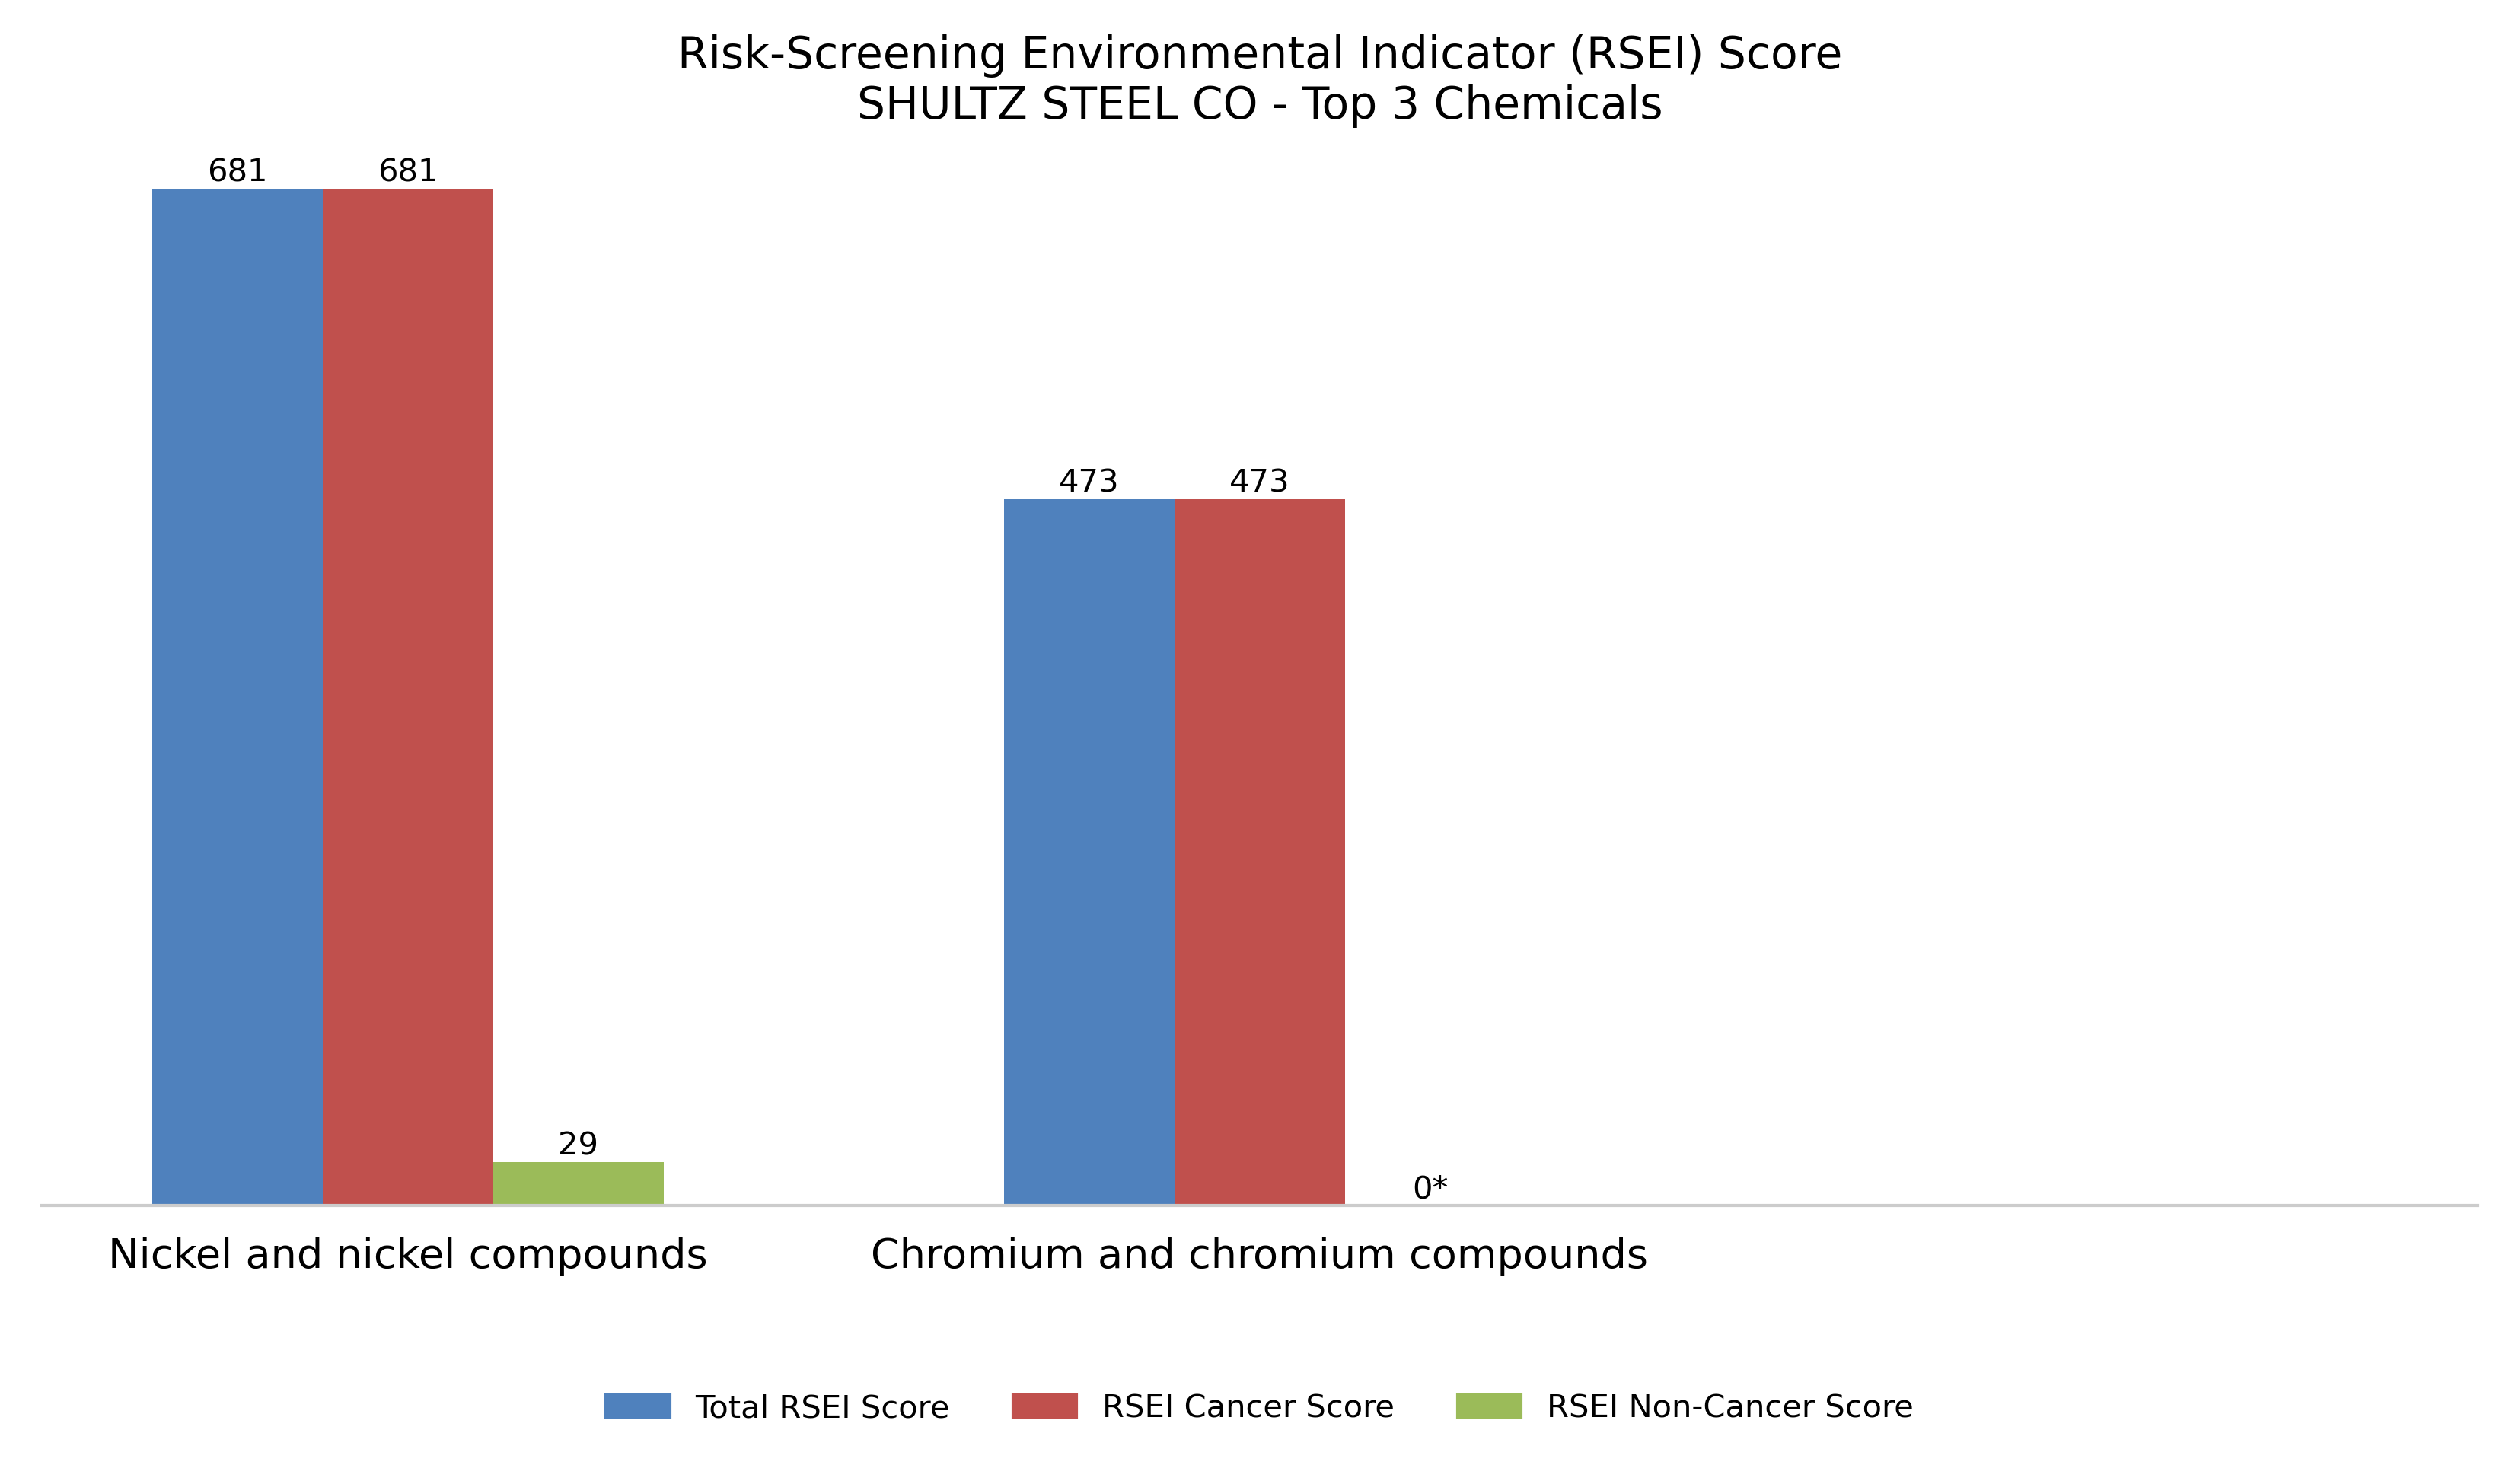 Risk-Screening Environmental Indicator (RSEI) Score
SHULTZ STEEL CO - Top 3 Chemicals
681
681
473
473
29
0*
Nickel and nickel compounds
Chromium and chromium compounds
Total RSEI Score
RSEI Cancer Score
RSEI Non-Cancer Score